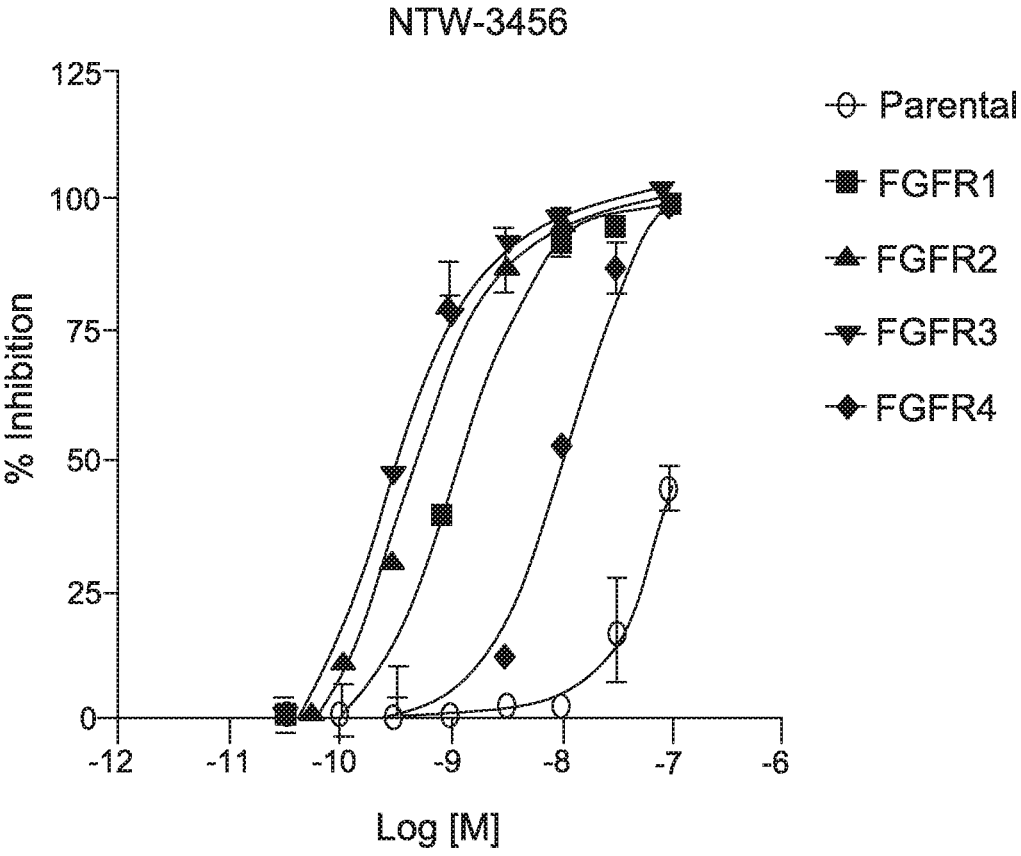 NTW-3456
125
100
75
50
25
0
% Inhibition
-12
-11
-10
-9
-8
-7
-6
Log [M]
Parental
FGFR1
FGFR2
FGFR3
FGFR4